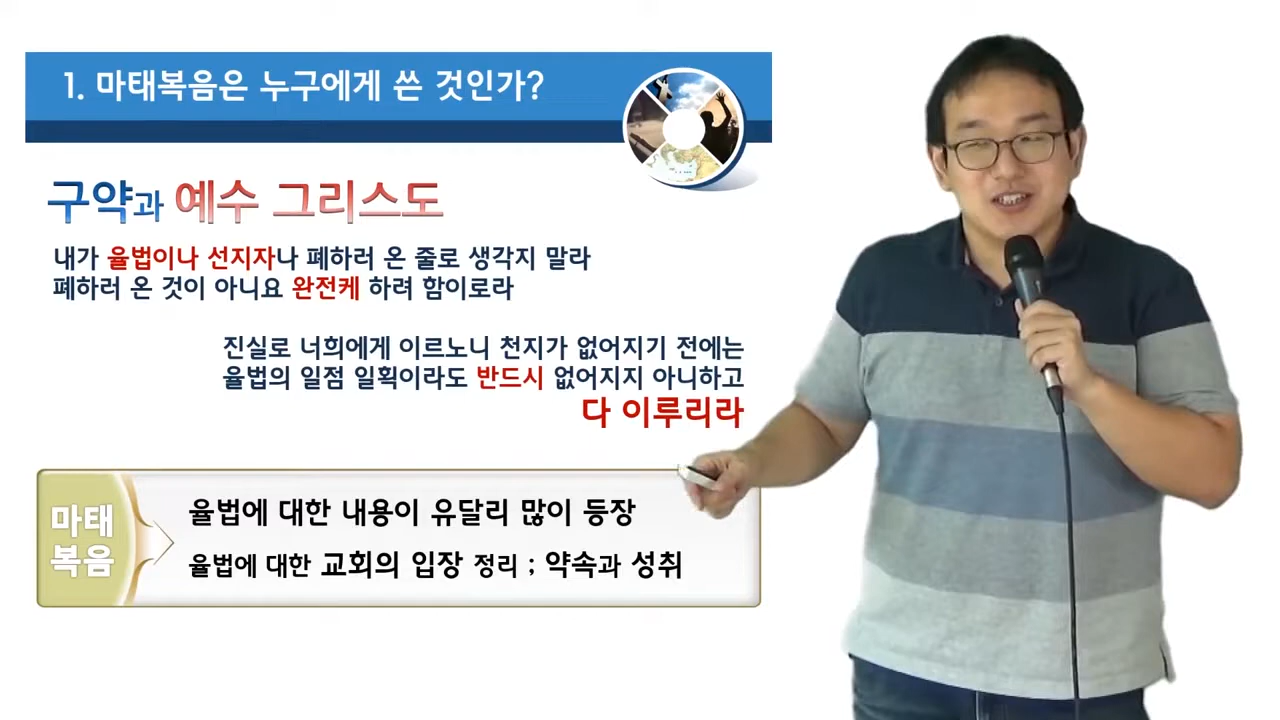 1. 마태복음은 누구에게 쓴 것인가?
구약과 예수 그리스도
내가 율법이나 선지자나 폐하러 온 줄로 생각지 말라
폐하러 온 것이 아니요 완전케 하려 함이로라
진실로 너희에게 이르노니 천지가 없어지기 전에는
율법의 일점 일획이라도 반드시 없어지지 아니하고
다 이루리라
마태
복음
율법에 대한 내용이 유달리 많이 등장
율법에 대한 교회의 입장 정리 ; 약속과 성취